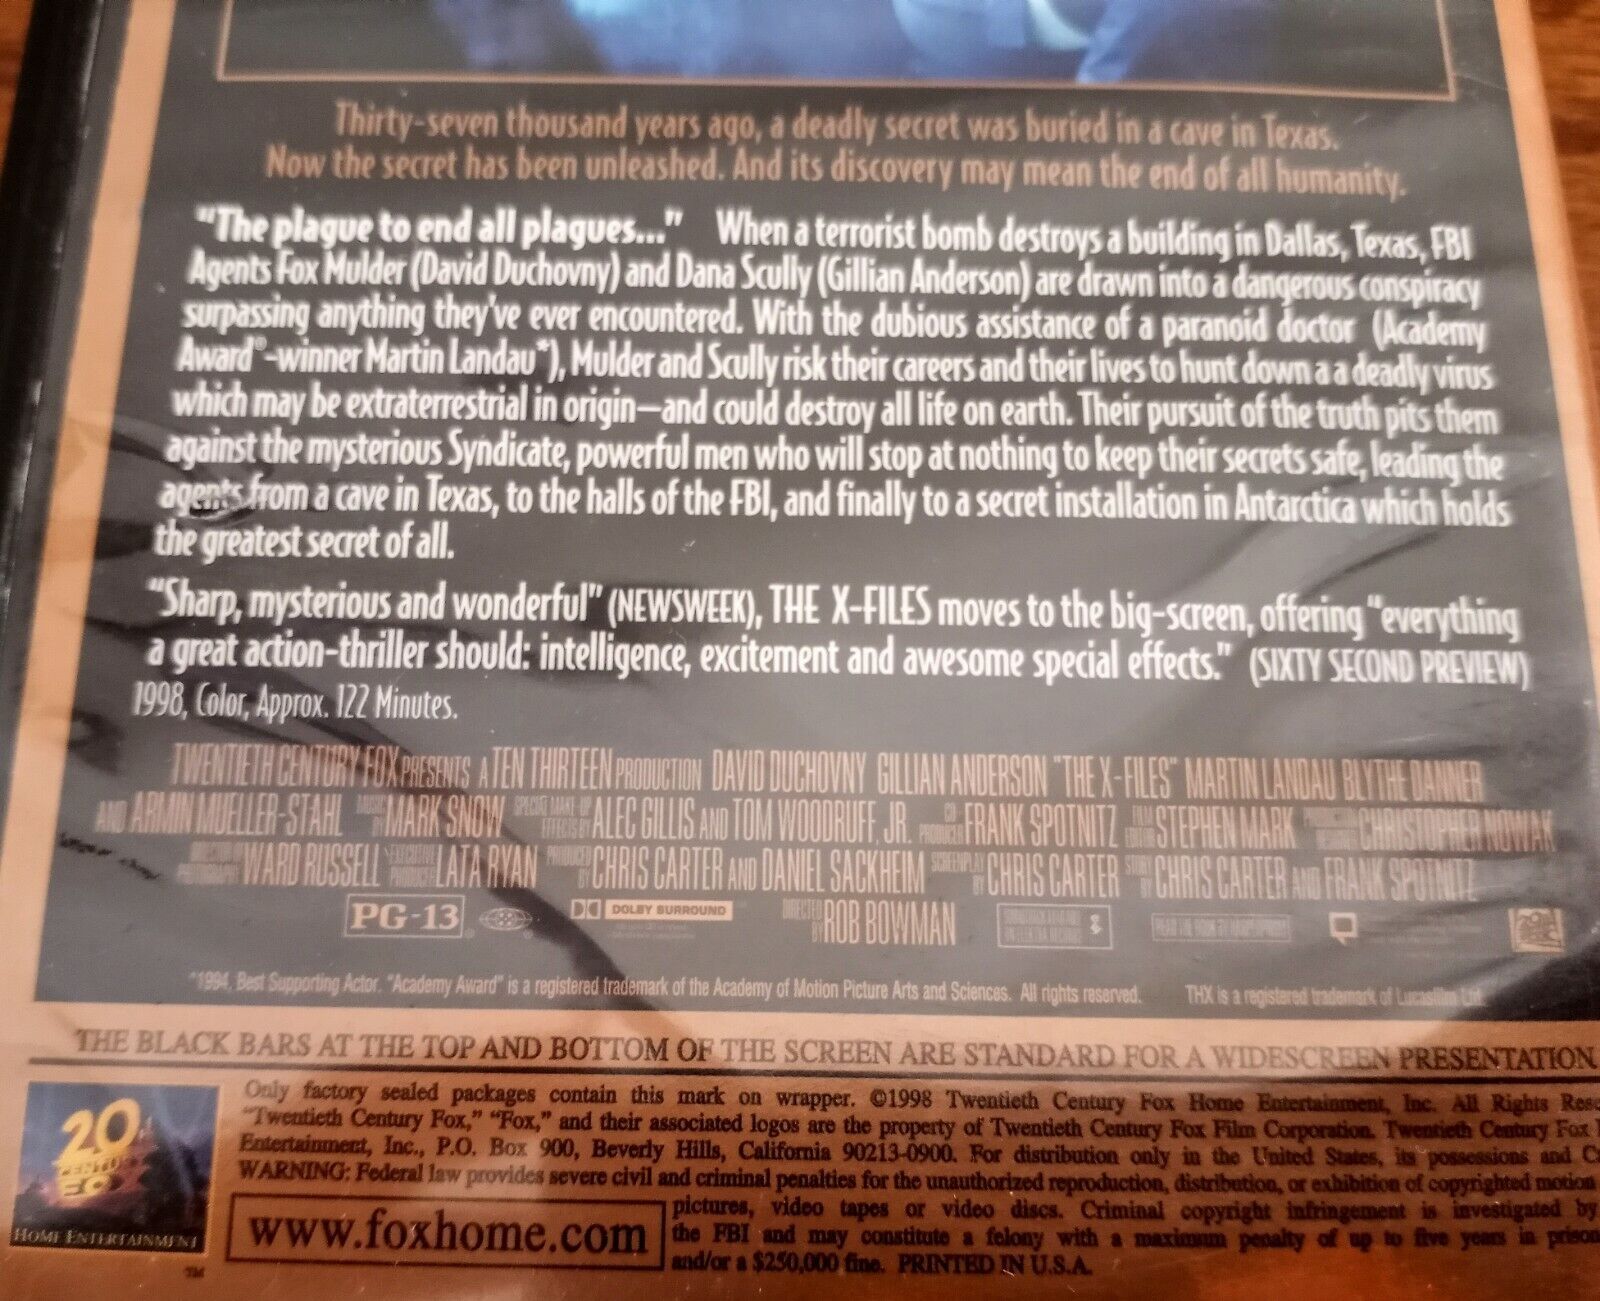 Thirty-seven thousand years ago, a deadly secret was buried in a cave in Texas.
Now the secret has been unleashed. And its discovery may mean the end of all humanity.
"The plague to end all plagues..." When a terrorist bomb destroys a building in Dallas, Texas, FBI
Agents Fox Mulder (David Duchovny) and Dana Scully (Gillian Anderson) are drawn into a dangerous conspiracy
surpassing anything they've ever encountered. With the dubious assistance of a paranoid doctor (Academy
Award®-winner Martin Landau*), Mulder and Scully risk their careers and their lives to hunt down a a deadly virus
which may be extraterrestrial in origin—and could destroy all life on earth. Their pursuit of the truth pits them
against the mysterious Syndicate, powerful men who will stop at nothing to keep their secrets safe, leading the
agents from a cave in Texas, to the halls of the FBI, and finally to a secret installation in Antarctica which holds
the greatest secret of all.
"Sharp, mysterious and wonderful" (NEWSWEEK), THE X-FILES moves to the big-screen, offering "everything
a great action-thriller should: intelligence, excitement and awesome special effects." (SIXTY SECOND PREVIEW)
1998, Color, Approx. 122 Minutes.
TWENTIETH CENTURY FOX PRESENTS A TEN THIRTEEN PRODUCTION DAVID DUCHOVNY GILLIAN ANDERSON "THE X-FILES" MARTIN LANDAU BLYTHE DANNER
AND ARMIN MUELLER-STAHL MUSIC BY MARK SNOW SPECIAL MAKE-UP EFFECTS BY ALEC GILLIS AND TOM WOODRUFF, JR. CO-PRODUCER FRANK SPOTNITZ FILM EDITOR STEPHEN MARK CHRISTOPHER NOWAK
WARD RUSSELL EXECUTIVE PRODUCER LATA RYAN PRODUCED BY CHRIS CARTER AND DANIEL SACKHEIM SCREENPLAY BY CHRIS CARTER STORY BY CHRIS CARTER AND FRANK SPOTNITZ
PG-13 DOLBY SURROUND DIRECTED BY ROB BOWMAN
*1994, Best Supporting Actor. "Academy Award" is a registered trademark of the Academy of Motion Picture Arts and Sciences. All rights reserved. THX is a registered trademark of Lucasfilm Ltd.
THE BLACK BARS AT THE TOP AND BOTTOM OF THE SCREEN ARE STANDARD FOR A WIDESCREEN PRESENTATION
Only factory sealed packages contain this mark on wrapper. ©1998 Twentieth Century Fox Home Entertainment, Inc. All Rights Rese
"Twentieth Century Fox," "Fox," and their associated logos are the property of Twentieth Century Fox Film Corporation. Twentieth Century Fox
Entertainment, Inc., P.O. Box 900, Beverly Hills, California 90213-0900. For distribution only in the United States, its possessions and
WARNING: Federal law provides severe civil and criminal penalties for the unauthorized reproduction, distribution, or exhibition of copyrighted motion
pictures, video tapes or video discs. Criminal copyright infringement is investigated by
the FBI and may constitute a felony with a maximum penalty of up to five years in prison
and/or a $250,000 fine. PRINTED IN U.S.A.
www.foxhome.com
20
CENTURY
FOX
HOME ENTERTAINMENT
TM